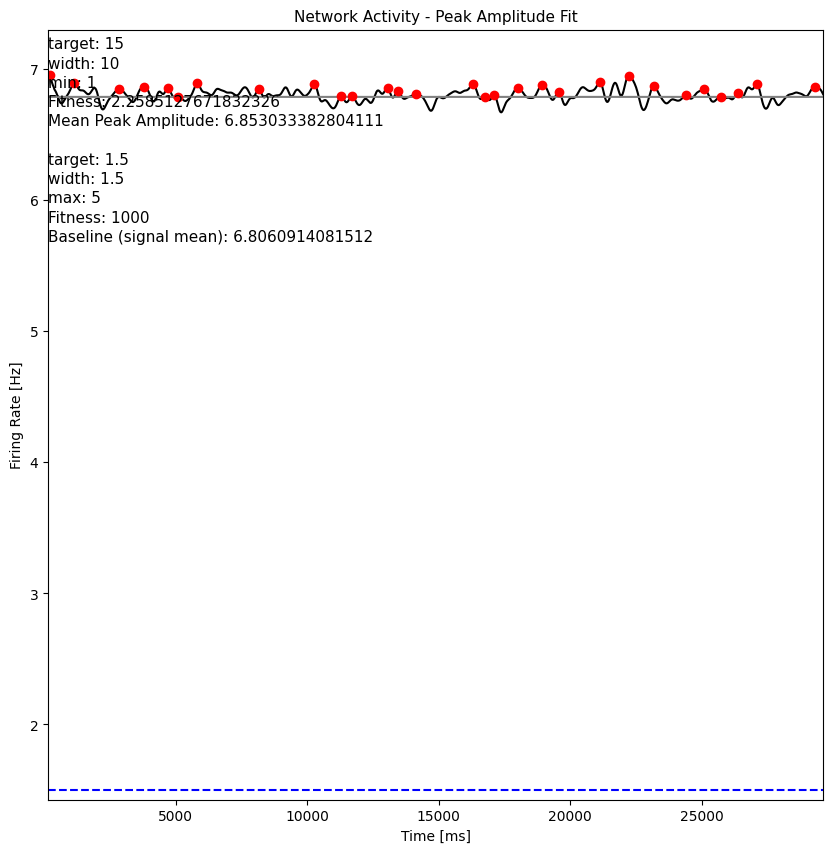 Network Activity - Peak Amplitude Fit
target: 15
width: 10
min: 1
Fitness: 2.258512767183​2326
Mean Peak Amplitude: 6.853033382804111
target: 1.5
width: 1.5
max: 5
Fitness: 1000
Baseline (signal mean): 6.8060914081512
Firing Rate [Hz]
7
6
5
4
3
2
5000 10000 15000 20000 25000
Time [ms]